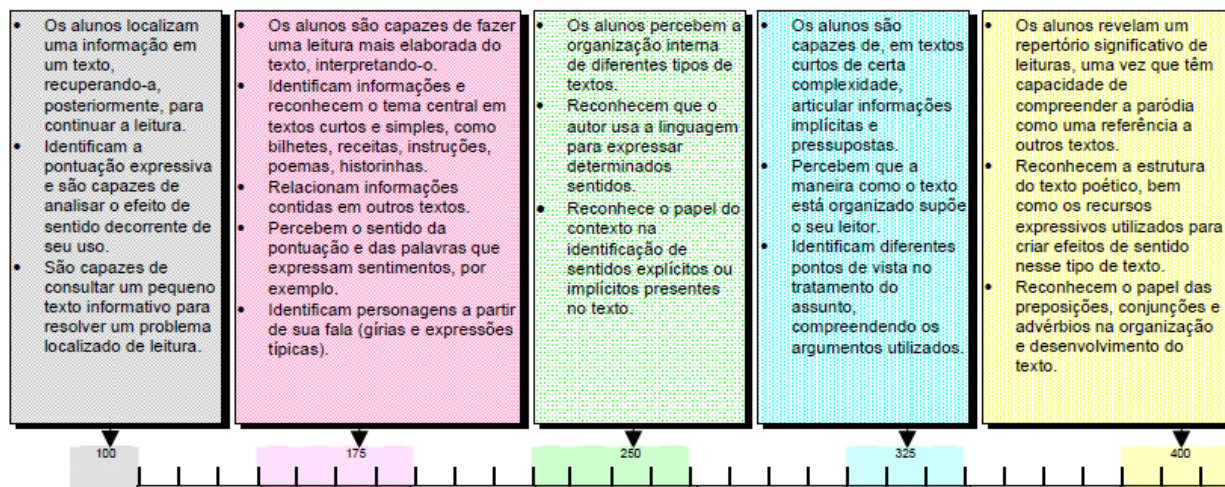 • Os alunos localizam
uma informação em
um texto,
recuperando-a,
posteriormente, para
continuar a leitura.
• Identificam a
pontuação expressiva
e são capazes de
analisar o efeito de
sentido decorrente de
seu uso.
• São capazes de
consultar um pequeno
texto informativo para
resolver um problema
localizado de leitura.
• Os alunos são capazes de fazer
uma leitura mais elaborada do
texto, interpretando-o.
• Identificam informações e
reconhecem o tema central em
textos curtos e simples, como
bilhetes, receitas, instruções,
poemas, historinhas.
• Relacionam informações
contidas em outros textos.
• Percebem o sentido da
pontuação e das palavras que
expressam sentimentos, por
exemplo.
• Identificam personagens a partir
de sua fala (gírias e expressões
típicas).
• Os alunos percebem a
organização interna
de diferentes tipos de
textos.
• Reconhecem que o
autor usa a linguagem
para expressar
determinados
sentidos.
• Reconhece o papel do
contexto na
identificação de
sentidos explícitos ou
implícitos presentes
no texto.
• Os alunos são
capazes de, em textos
curtos de certa
complexidade,
articular informações
implícitas e
pressupostas.
• Percebem que a
maneira como o texto
está organizado supõe
o seu leitor.
• Identificam diferentes
pontos de vista no
tratamento do
assunto,
compreendendo os
argumentos utilizados.
• Os alunos revelam um
repertório significativo de
leituras, uma vez que têm
capacidade de
compreender a paródia
como uma referência a
outros textos.
• Reconhecem a estrutura
do texto poético, bem
como os recursos
expressivos utilizados para
criar efeitos de sentido
nesse tipo de texto.
• Reconhecem o papel das
preposições, conjunções e
advérbios na organização
e desenvolvimento do
texto.
100 175 250 325 400